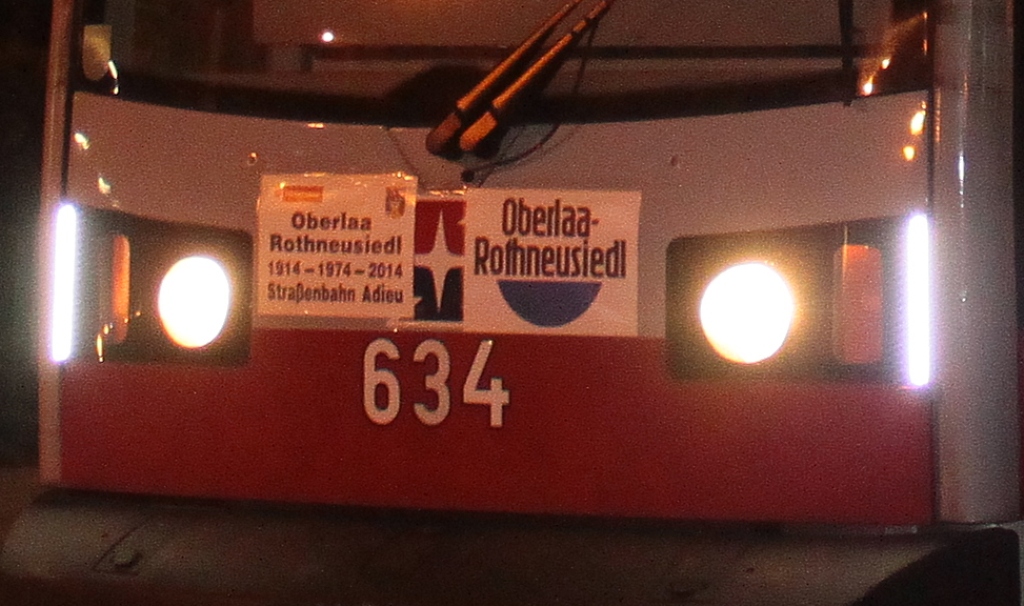 Oberlaa
Rothneusiedl
1914 – 1974 – 2014
Straßenbahn Adieu
Oberlaa-
Rothneusiedl
634